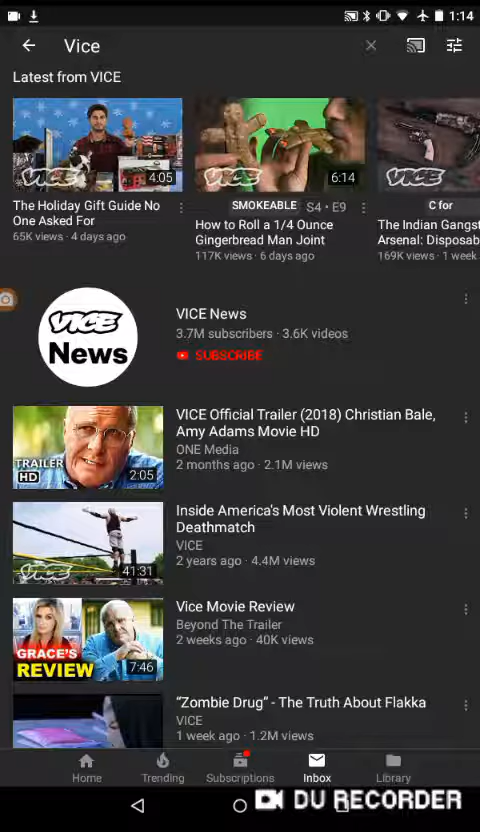 1:14
Vice
Latest from VICE
VICE
4:05
VICE
6:14
VICE
The Holiday Gift Guide No
One Asked For
65K views · 4 days ago
SMOKEABLE S4 • E9
How to Roll a 1/4 Ounce
Gingerbread Man Joint
117K views · 6 days ago
C for
The Indian Gangst
Arsenal: Disposab
169K views · 1 week
VICE
News
VICE News
3.7M subscribers · 3.6K videos
SUBSCRIBE
TRAILER
HD
2:05
VICE Official Trailer (2018) Christian Bale,
Amy Adams Movie HD
ONE Media
2 months ago · 2.1M views
VICE
41:31
Inside America's Most Violent Wrestling
Deathmatch
VICE
2 years ago · 4.4M views
GRACE'S
REVIEW
7:46
Vice Movie Review
Beyond The Trailer
2 weeks ago · 40K views
“Zombie Drug” - The Truth About Flakka
VICE
1 week ago · 1.2M views
Home
Trending
Subscriptions
Inbox
Library
DU RECORDER